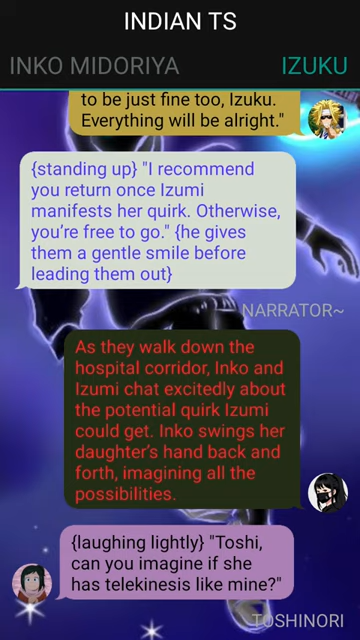 INDIAN TS
INKO MIDORIYA
IZUKU
to be just fine too, Izuku.
Everything will be alright."
{standing up} "I recommend
you return once Izumi
manifests her quirk. Otherwise,
you're free to go." {he gives
them a gentle smile before
leading them out}
NARRATOR~
As they walk down the
hospital corridor, Inko and
Izumi chat excitedly about
the potential quirk Izumi
could get. Inko swings her
daughter's hand back and
forth, imagining all the
possibilities.
{laughing lightly} "Toshi,
can you imagine if she
has telekinesis like mine?"
TOSHINORI